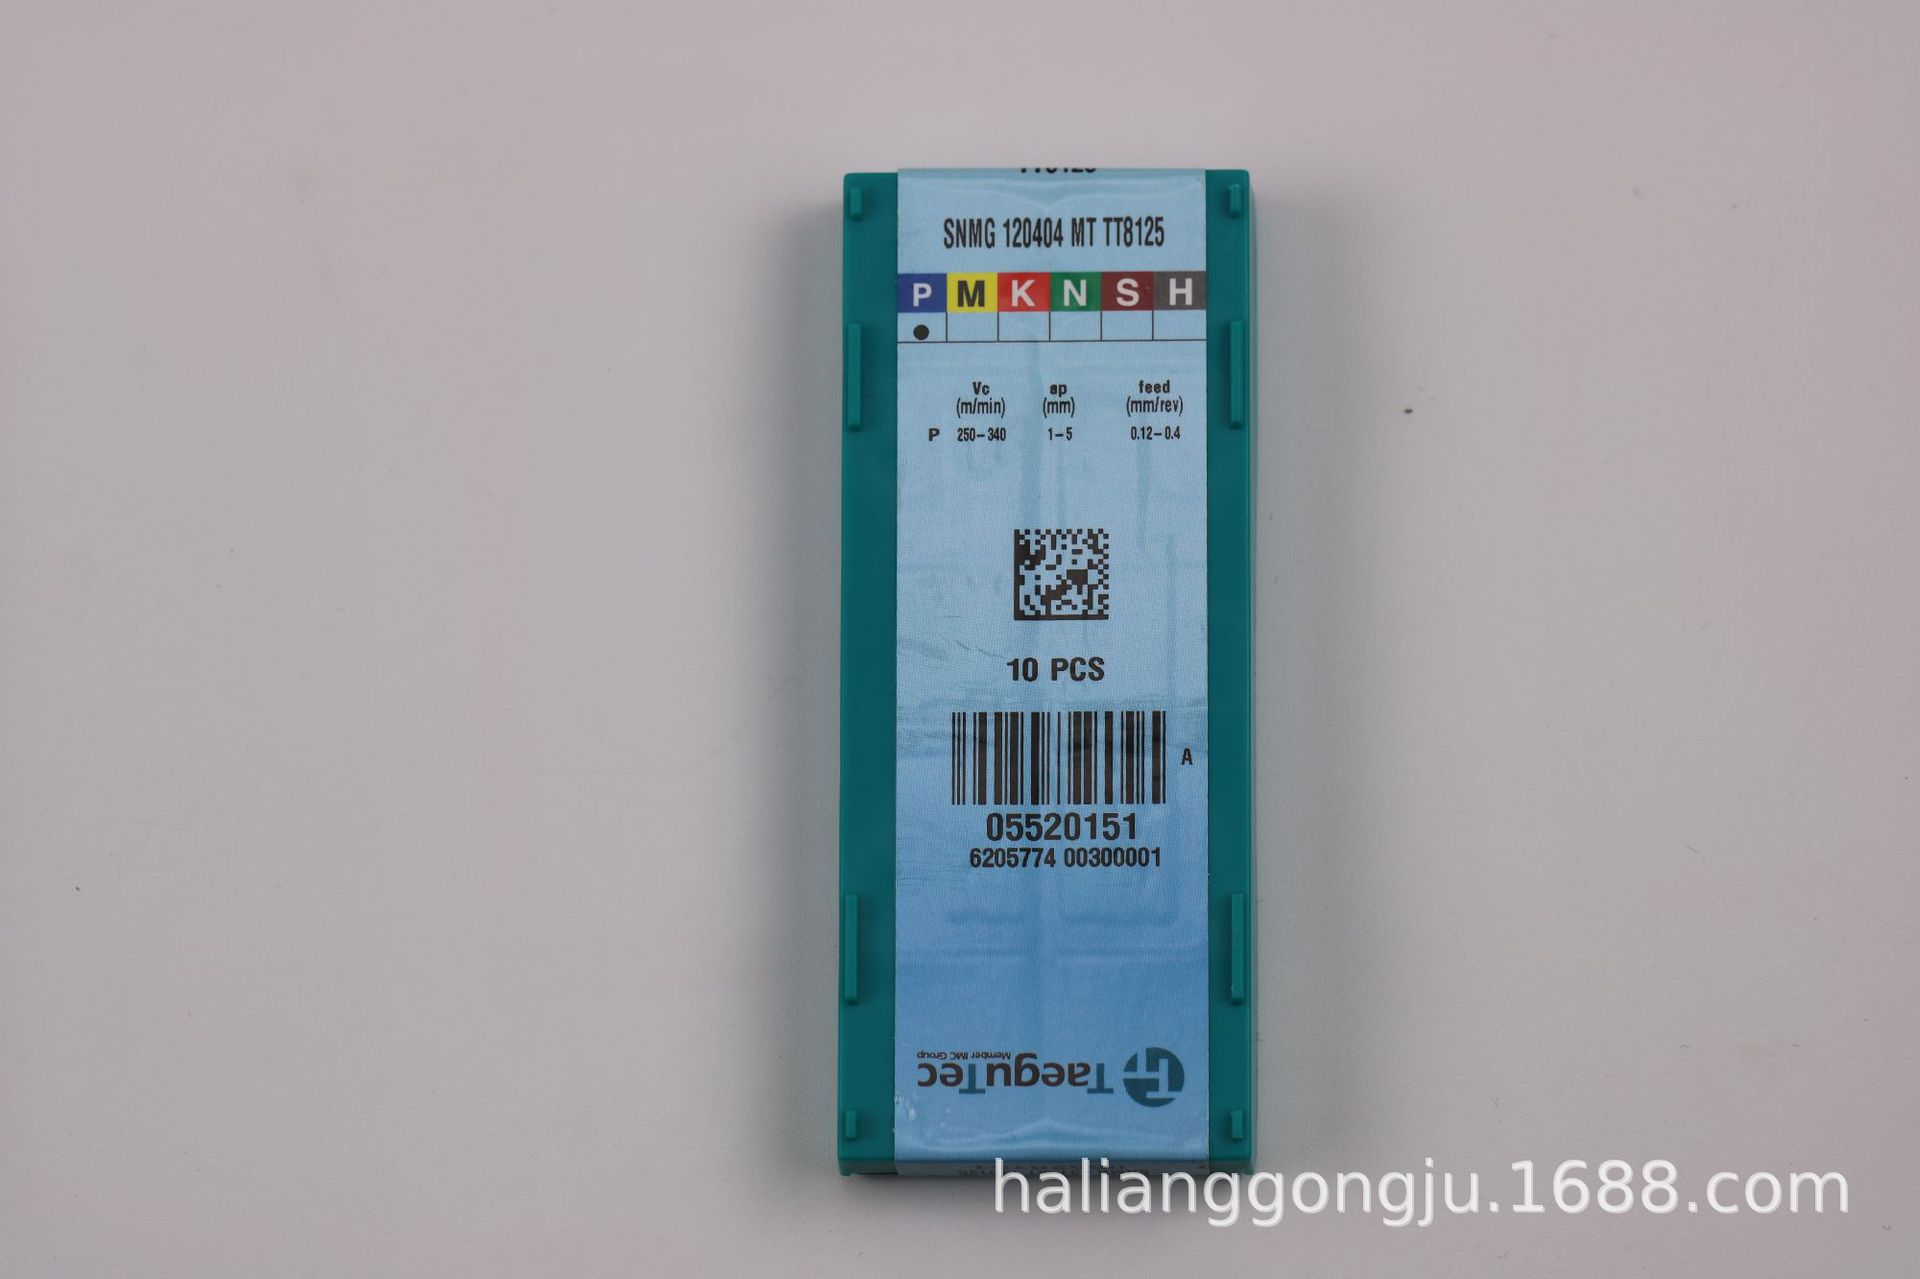 SNMG 120404 MT TT8125
P M K N S H
Vc ap feed
(m/min) (mm) (mm/rev)
P 250-340 1-5 0.12-0.4
10 PCS
A
05520151
6205774 00300001
TaeguTec
Member IMC Group
halianggongju.1688.com